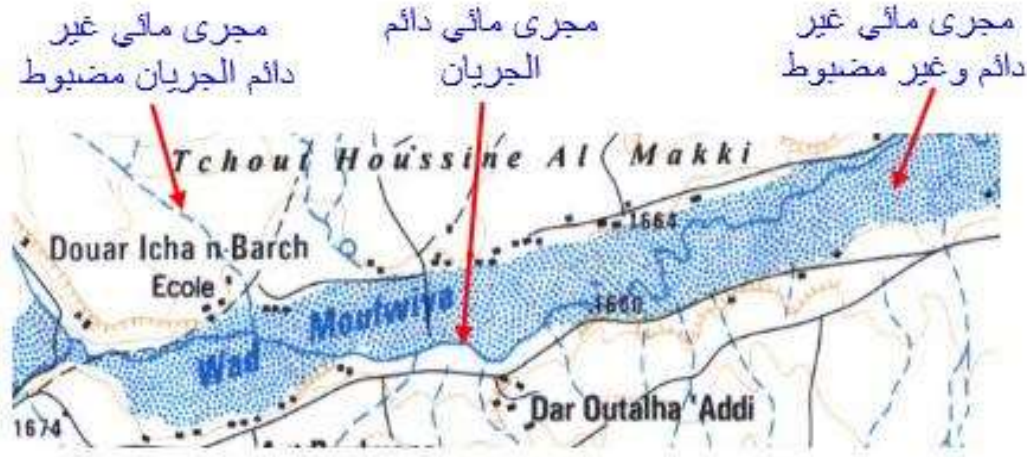 مجرى مائي غير
دائم الجريان مضبوط
مجرى مائي دائم
الجريان
مجرى مائي غير
دائم وغير مضبوط
Tchout Houssine Al Makki
1664
Douar Icha n Barch
Ecole
Wad Moulwiya
1660
Dar Outalha 'Addi
1674